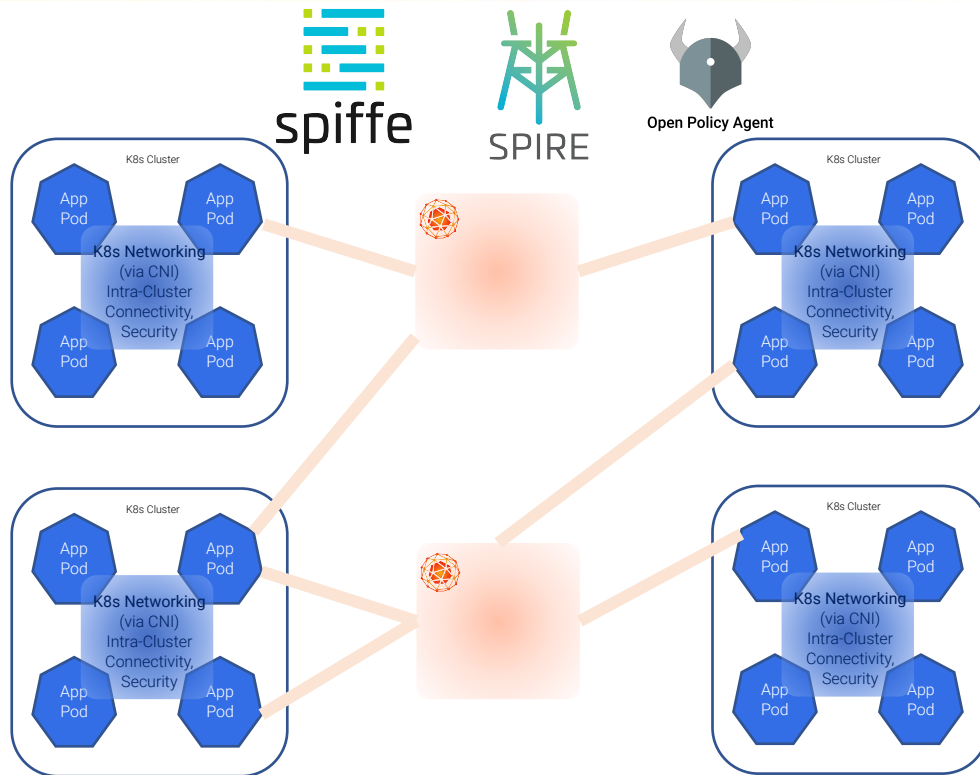 spiffe
SPIRE
Open Policy Agent
K8s Cluster
App
Pod
App
Pod
K8s Networking
(via CNI)
Intra-Cluster
Connectivity,
Security
App
Pod
App
Pod
K8s Cluster
App
Pod
App
Pod
K8s Networking
(via CNI)
Intra-Cluster
Connectivity,
Security
App
Pod
App
Pod
K8s Cluster
App
Pod
App
Pod
K8s Networking
(via CNI)
Intra-Cluster
Connectivity,
Security
App
Pod
App
Pod
K8s Cluster
App
Pod
App
Pod
K8s Networking
(via CNI)
Intra-Cluster
Connectivity,
Security
App
Pod
App
Pod